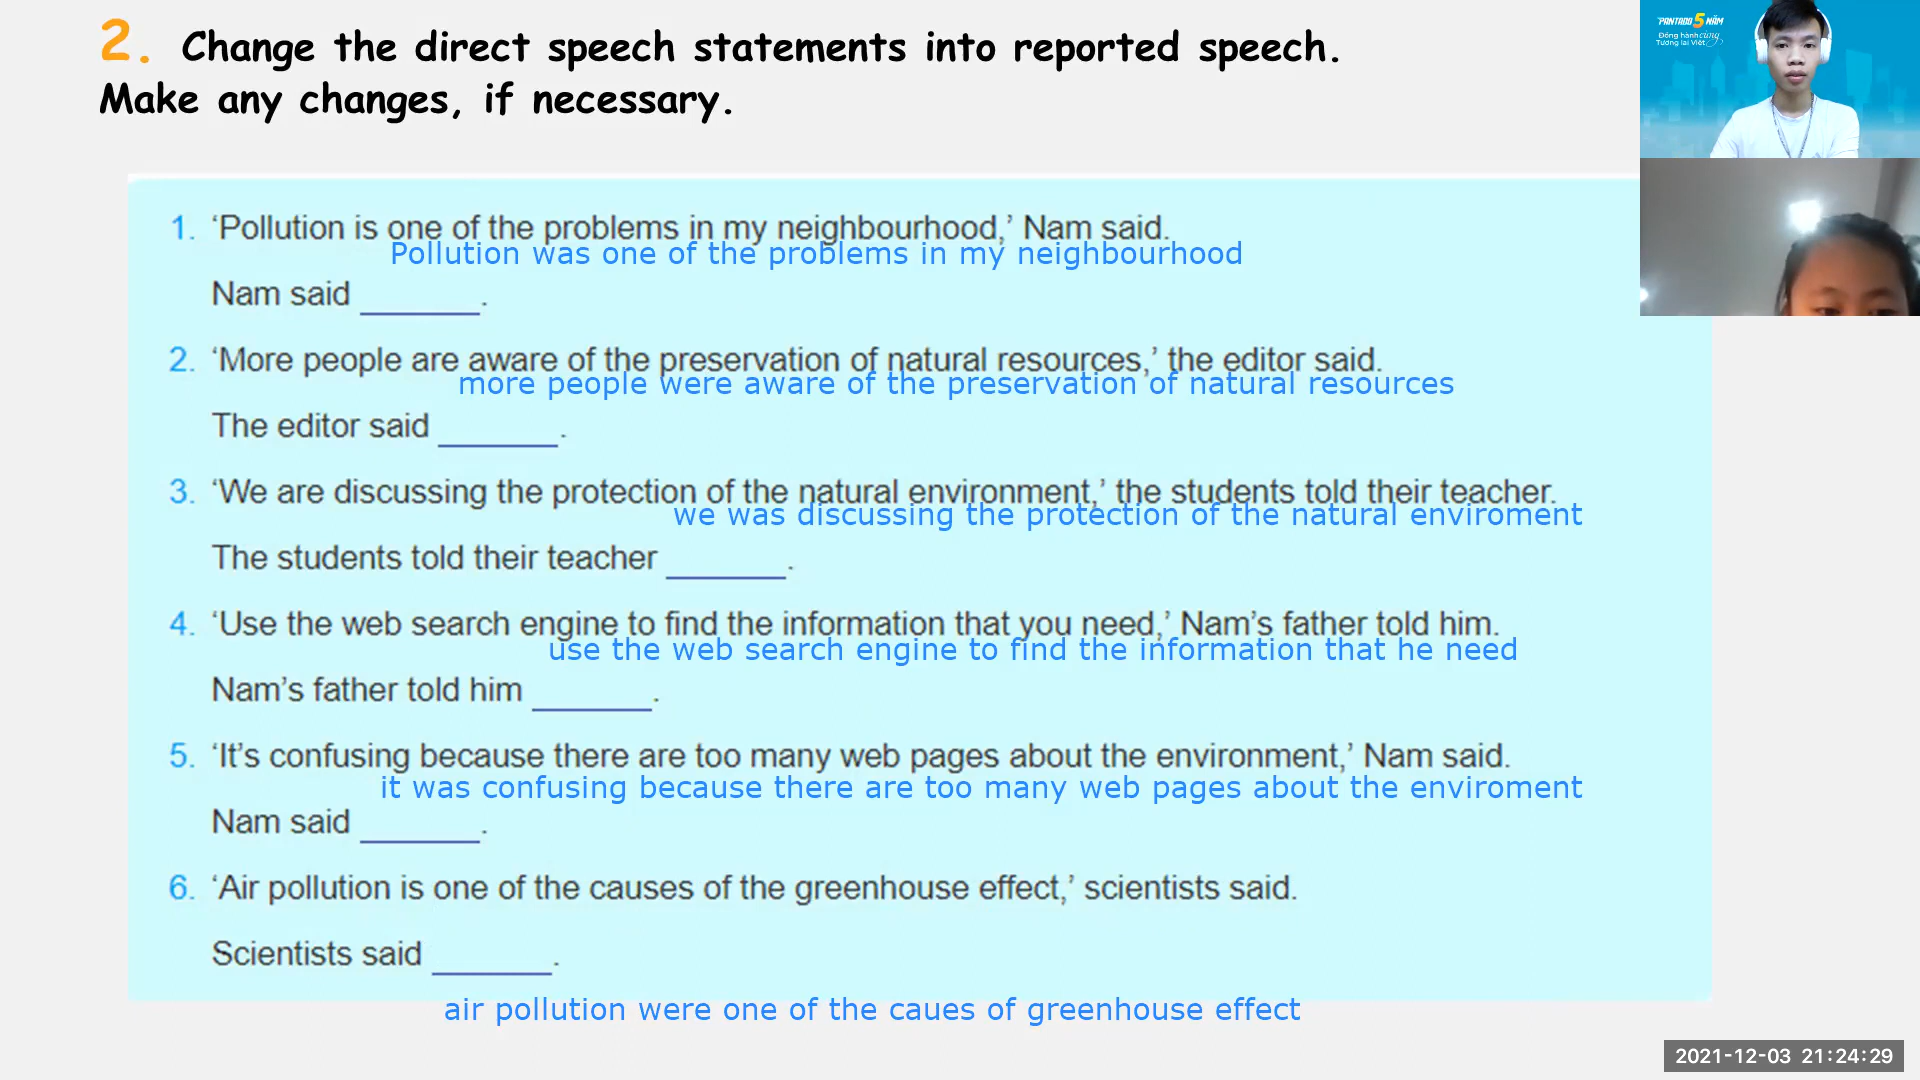 2. Change the direct speech statements into reported speech.
Make any changes, if necessary.
PANTADO 5 NĂM
Đồng hành cùng
Tương lai Việt
1. ‘Pollution is one of the problems in my neighbourhood,’ Nam said.
Pollution was one of the problems in my neighbourhood
Nam said _______.
2. ‘More people are aware of the preservation of natural resources,’ the editor said.
more people were aware of the preservation of natural resources
The editor said _______.
3. ‘We are discussing the protection of the natural environment,’ the students told their teacher.
we was discussing the protection of the natural enviroment
The students told their teacher _______.
4. ‘Use the web search engine to find the information that you need,’ Nam’s father told him.
use the web search engine to find the information that he need
Nam’s father told him _______.
5. ‘It’s confusing because there are too many web pages about the environment,’ Nam said.
it was confusing because there are too many web pages about the enviroment
Nam said _______.
6. ‘Air pollution is one of the causes of the greenhouse effect,’ scientists said.
Scientists said _______.
air pollution were one of the caues of greenhouse effect
2021-12-03 21:24:29